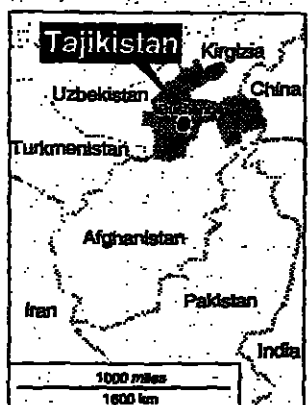 Tajikistan
Kirgizia
Uzbekistan
China
Turkmenistan
Afghanistan
Iran
Pakistan
India
1000 miles
1600 km